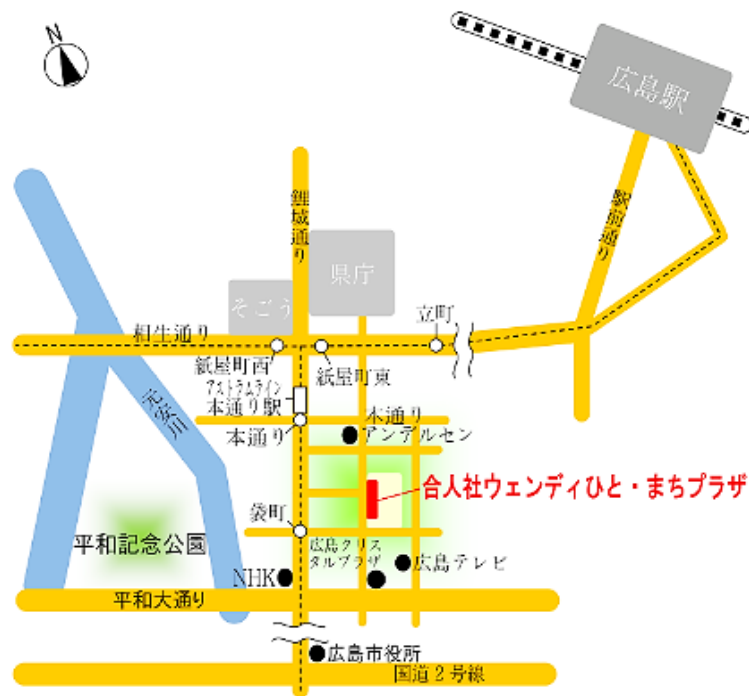 N
広島駅
鯉城通り
駅前通り
県庁
そごう
立町
相生通り
紙屋町西
紙屋町東
アストラムライン
本通り駅
本通り
本通り
アンデルセン
元安川
合人社ウェンディひと・まちプラザ
袋町
平和記念公園
広島クリス
タルプラザ
広島テレビ
NHK
平和大通り
広島市役所
国道2号線